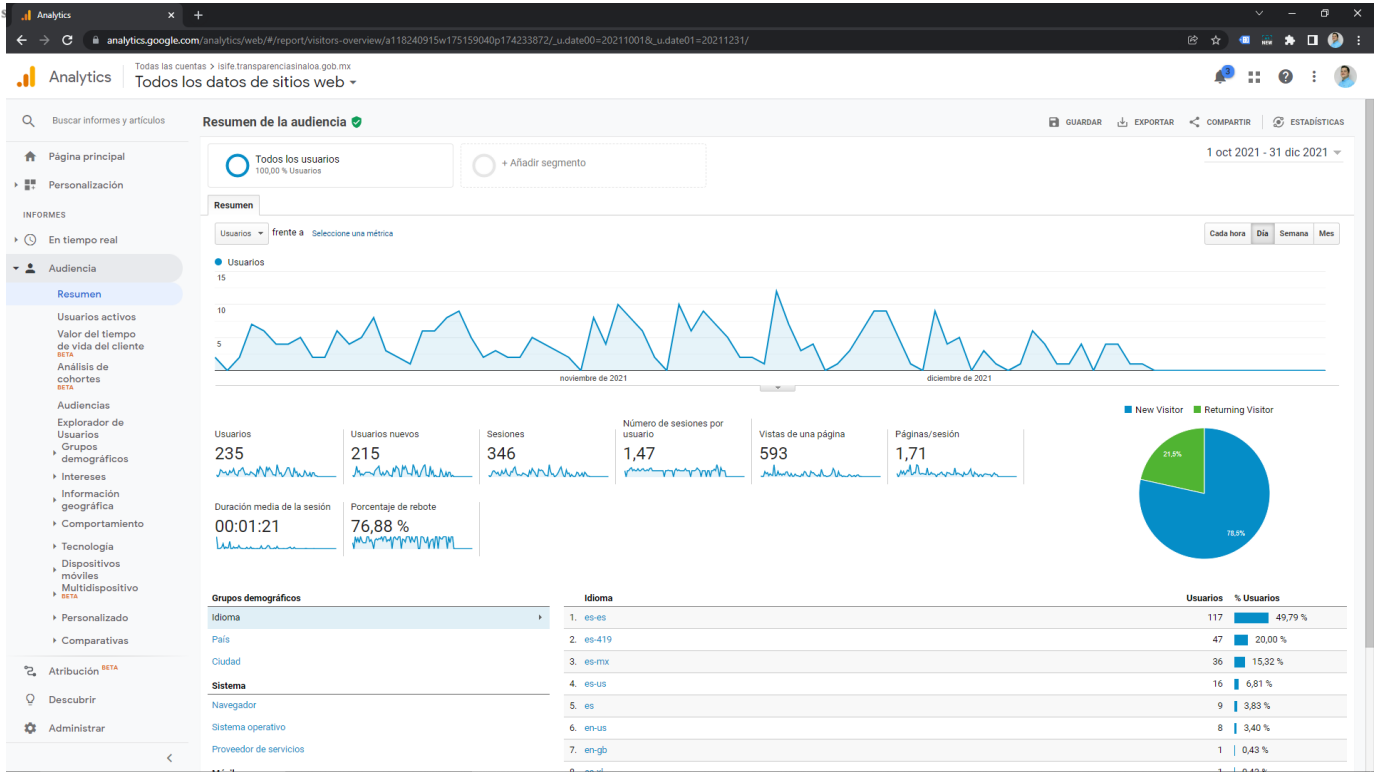 Analytics
analytics.google.com/analytics/web/#/report/visitors-overview/a118240915w175159040p174233872/_u.date00=20211001&_u.date01=20211231/
NEW
Analytics
Todas las cuentas > isife.transparenciasinaloa.gob.mx
Todos los datos de sitios web
3
Buscar informes y artículos
Página principal
Personalización
INFORMES
En tiempo real
Audiencia
Resumen
Usuarios activos
Valor del tiempo
de vida del cliente
BETA
Análisis de
cohortes
BETA
Audiencias
Explorador de
Usuarios
Grupos
demográficos
Intereses
Información
geográfica
Comportamiento
Tecnología
Dispositivos
móviles
Multidispositivo
BETA
Personalizado
Comparativas
Atribución BETA
Descubrir
Administrar
Resumen de la audiencia
GUARDAR
EXPORTAR
COMPARTIR
ESTADÍSTICAS
Todos los usuarios
100,00 % Usuarios
+ Añadir segmento
1 oct 2021 - 31 dic 2021
Resumen
Usuarios frente a Seleccione una métrica
Cada hora Día Semana Mes
Usuarios
15
10
5
noviembre de 2021
diciembre de 2021
New Visitor Returning Visitor
21,5%
78,5%
Usuarios
235
Usuarios nuevos
215
Sesiones
346
Número de sesiones por
usuario
1,47
Vistas de una página
593
Páginas/sesión
1,71
Duración media de la sesión
00:01:21
Porcentaje de rebote
76,88 %
Grupos demográficos
Idioma
País
Ciudad
Sistema
Navegador
Sistema operativo
Proveedor de servicios
Idioma Usuarios % Usuarios
1. es-es 117 49,79 %
2. es-419 47 20,00 %
3. es-mx 36 15,32 %
4. es-us 16 6,81 %
5. es 9 3,83 %
6. en-us 8 3,40 %
7. en-gb 1 0,43 %